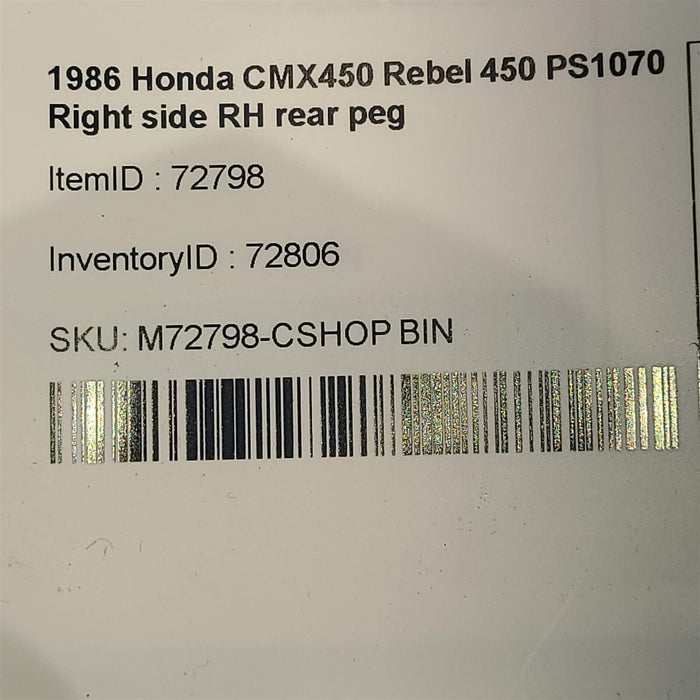 1986 Honda CMX450 Rebel 450 PS1070
Right side RH rear peg
ItemID : 72798
InventoryID : 72806
SKU: M72798-CSHOP BIN